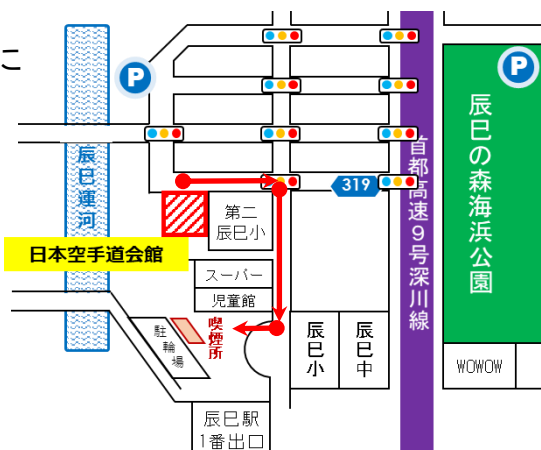 に
P
P
辰巳運河
首都高速９号深川線
辰巳の森海浜公園
319
第二
辰巳小
日本空手道会館
スーパー
児童館
喫煙所
駐輪場
辰巳小
辰巳中
WOWOW
辰巳駅
1番出口